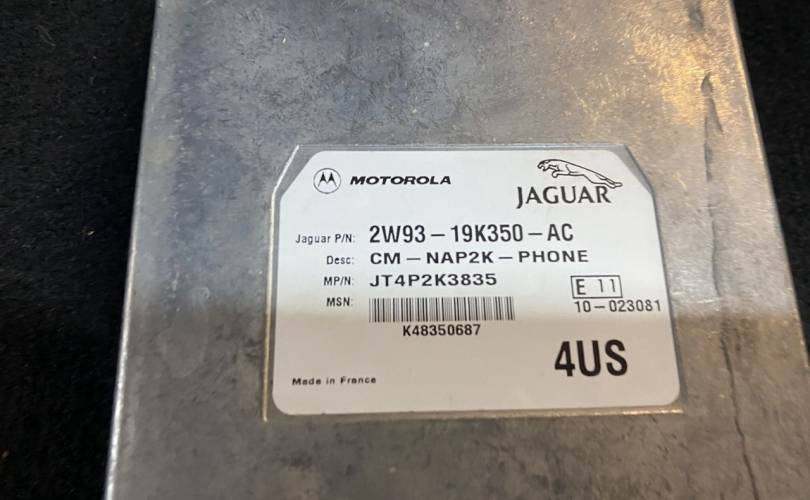 MOTOROLA
JAGUAR
Jaguar P/N: 2W93-19K350-AC
Desc: CM-NAP2K-PHONE
MP/N: JT4P2K3835
E 11
MSN:
10-023081
K48350687
4US
Made in France